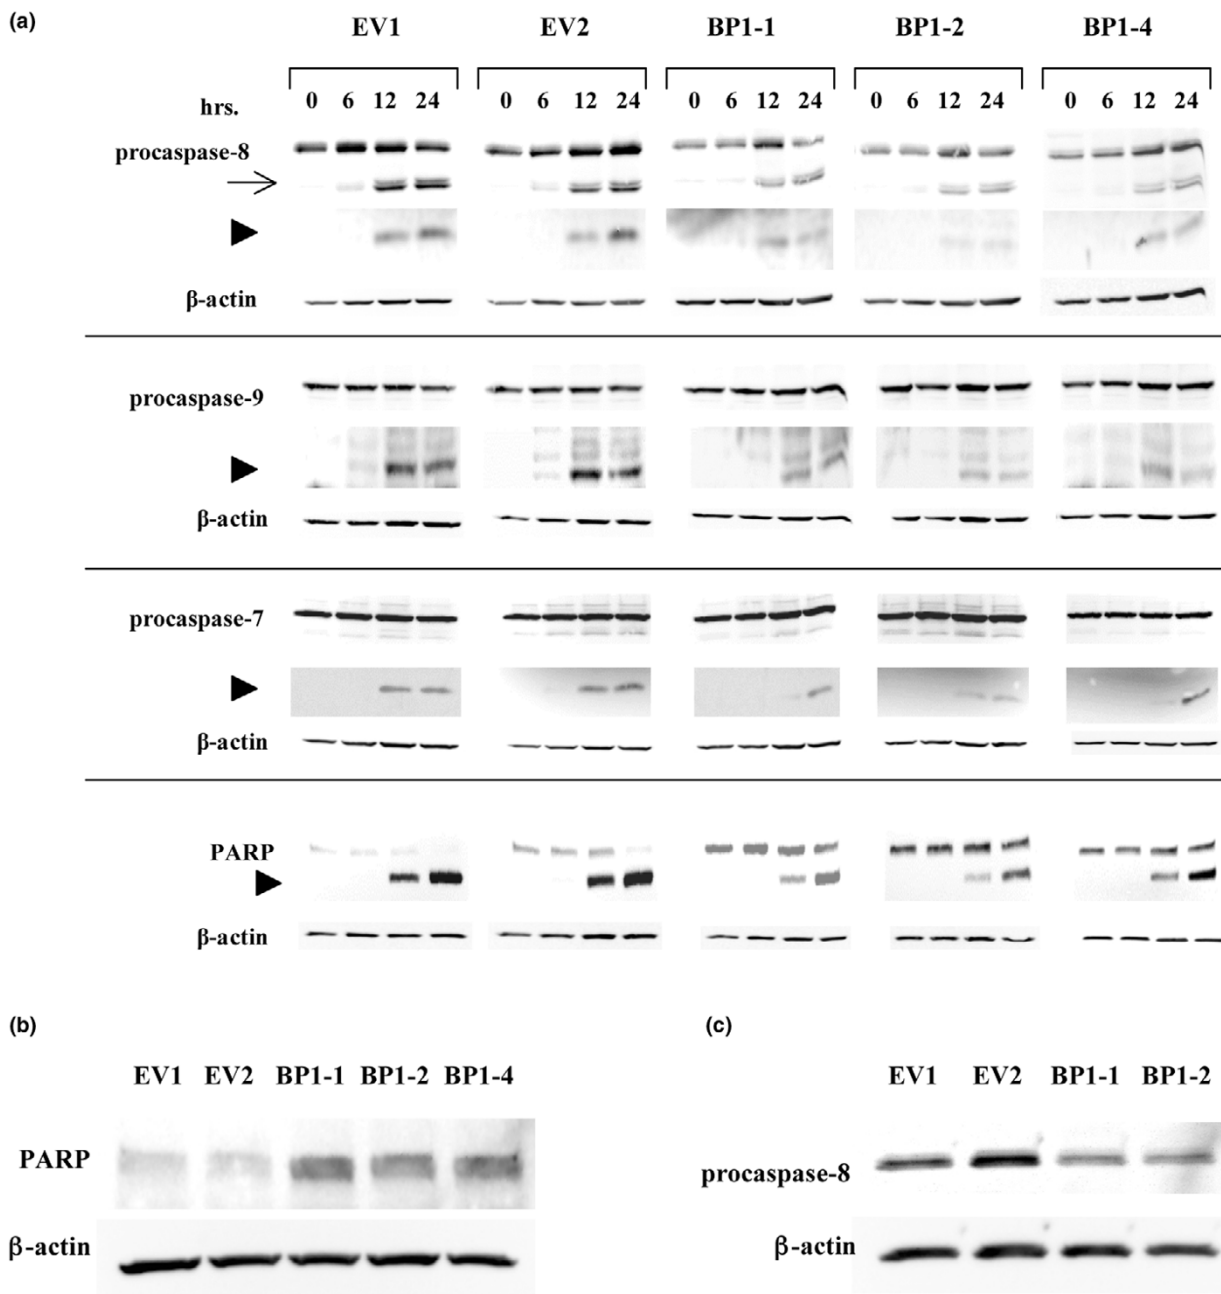 (a)
EV1 EV2 BP1-1 BP1-2 BP1-4
hrs. 0 6 12 24 0 6 12 24 0 6 12 24 0 6 12 24 0 6 12 24
procaspase-8
β-actin
procaspase-9
β-actin
procaspase-7
β-actin
PARP
β-actin
(b)
EV1 EV2 BP1-1 BP1-2 BP1-4
PARP
β-actin
(c)
EV1 EV2 BP1-1 BP1-2
procaspase-8
β-actin